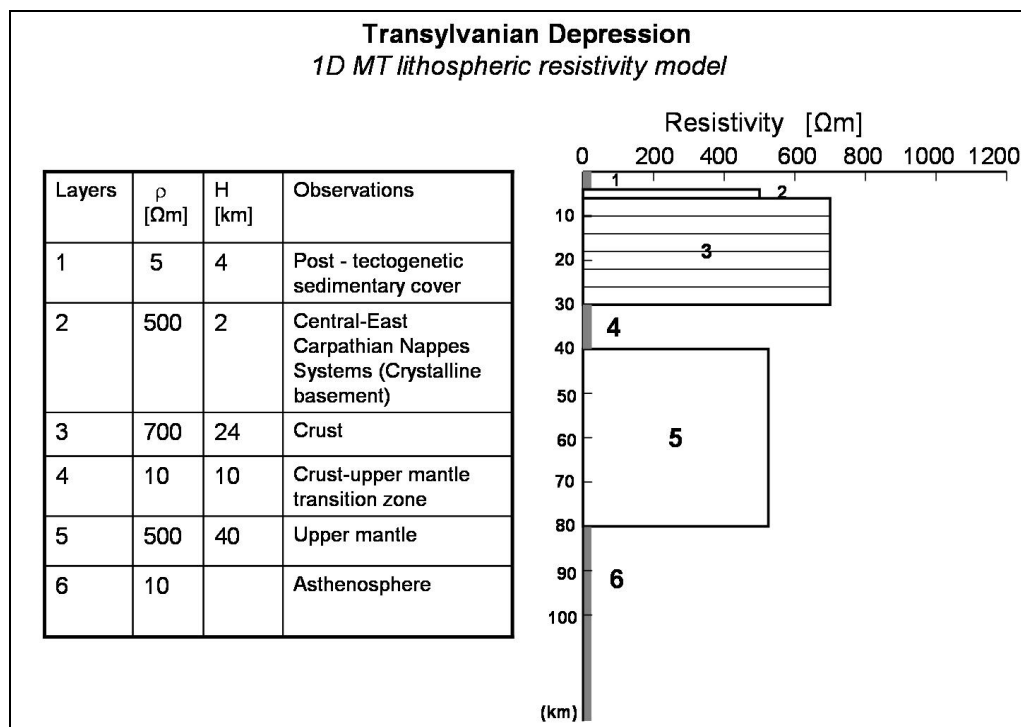 Transylvanian Depression
1D MT lithospheric resistivity model
Layers ρ H Observations
[Ωm] [km]
1 5 4 Post - tectogenetic
sedimentary cover
2 500 2 Central-East
Carpathian Nappes
Systems (Crystalline
basement)
3 700 24 Crust
4 10 10 Crust-upper mantle
transition zone
5 500 40 Upper mantle
6 10 Asthenosphere
Resistivity [Ωm]
0 200 400 600 800 1000 1200
1
2
10
3
20
30
4
40
50
5
60
70
80
6
90
100
(km)